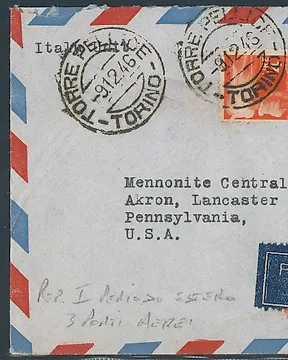 Italy
TORRE PELLICE
9.12.46
-TORINO-
TORRE PELLICE
9.12.46
-TORINO-
Mennonite Central
Akron, Lancaster
Pennsylvania,
U.S.A.
PER. I PERIODO ESTERO
3 PORTI AEREI